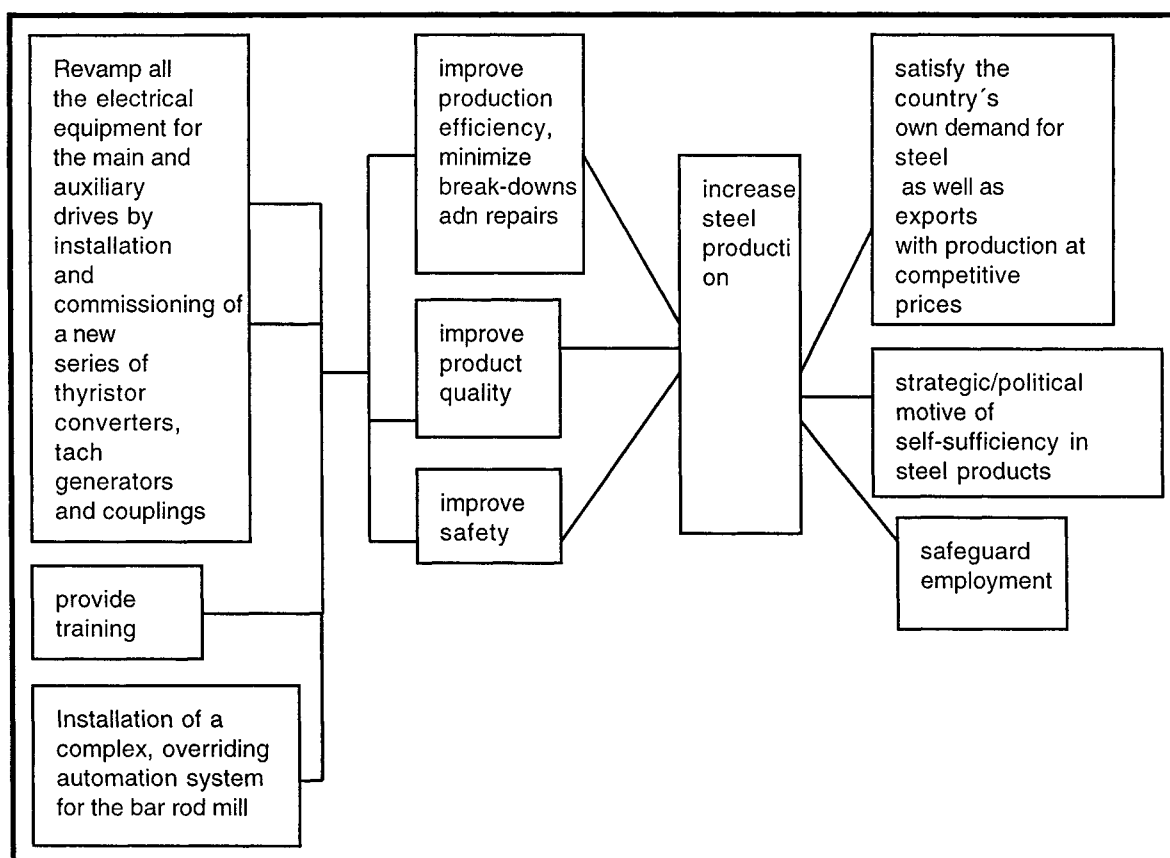 Revamp all
the electrical
equipment for
the main and
auxiliary
drives by
installation
and
commissioning of
a new
series of
thyristor
converters,
tach
generators
and couplings
provide
training
Installation of a
complex, overriding
automation system
for the bar rod mill
improve
production
efficiency,
minimize
break-downs
adn repairs
improve
product
quality
improve
safety
increase
steel
producti
on
satisfy the
country´s
own demand for
steel
as well as
exports
with production at
competitive
prices
strategic/political
motive of
self-sufficiency in
steel products
safeguard
employment